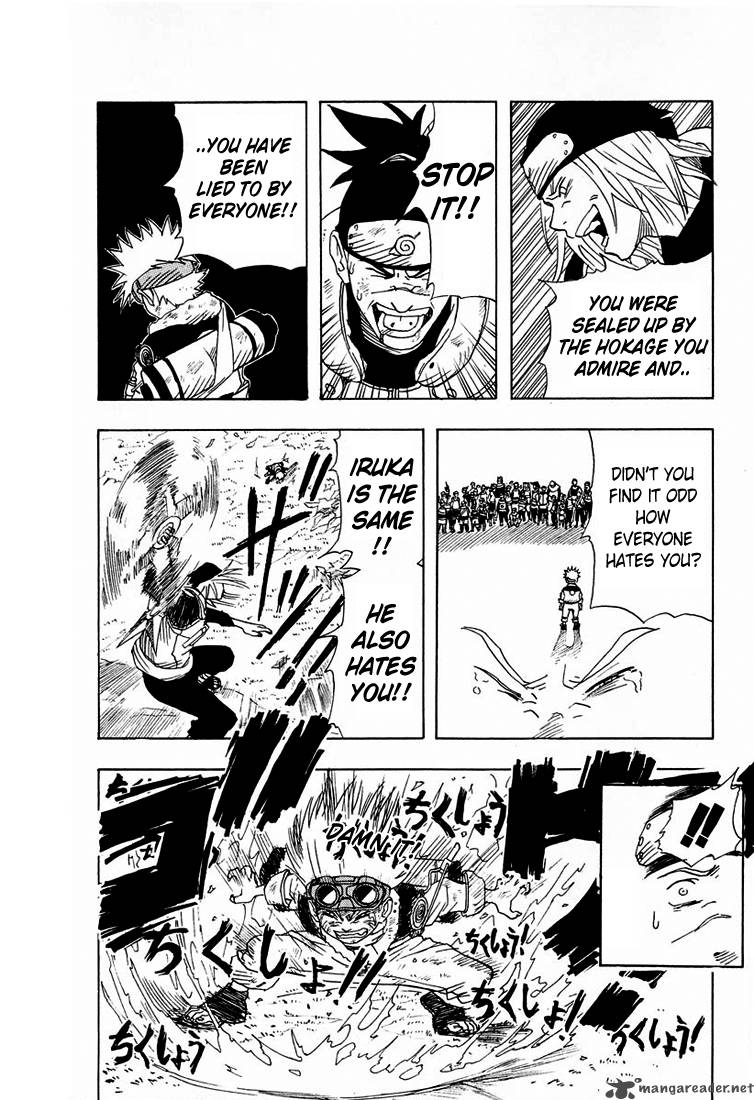 YOU WERE
SEALED UP BY
THE HOKAGE YOU
ADMIRE AND..
STOP
IT!!
..YOU HAVE
BEEN
LIED TO BY
EVERYONE!!
DIDN'T YOU
FIND IT ODD
HOW
EVERYONE
HATES YOU?
IRUKA
IS THE
SAME
!!
HE
ALSO
HATES
YOU!!
!!
ちくしょう
DAMN IT!
ちくしょう
ちくしょ!!
ちくしょう!
ちくしょ!
ちくしょう
うくしょう!
mangareader.net